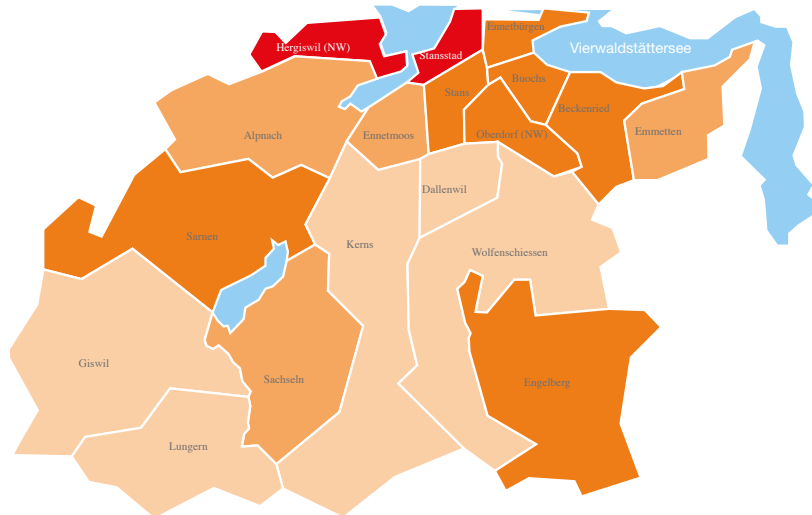 Ennetbürgen
Hergiswil (NW)
Vierwaldstättersee
Stansstad
Buochs
Stans
Beckenried
Alpnach
Ennetmoos
Oberdorf (NW)
Emmetten
Dallenwil
Sarnen
Kerns
Wolfenschiessen
Giswil
Sachseln
Engelberg
Lungern